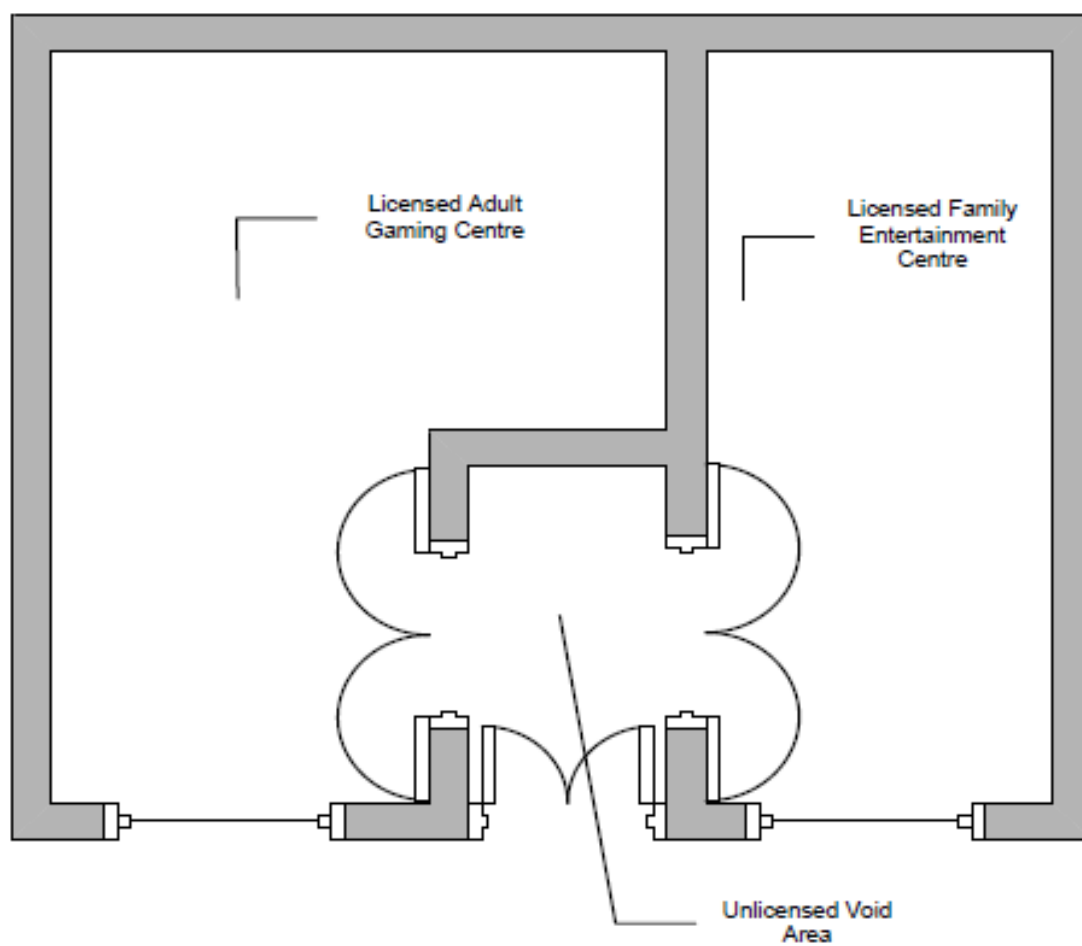 Licensed Adult
Gaming Centre
Licensed Family
Entertainment
Centre
Unlicensed Void
Area